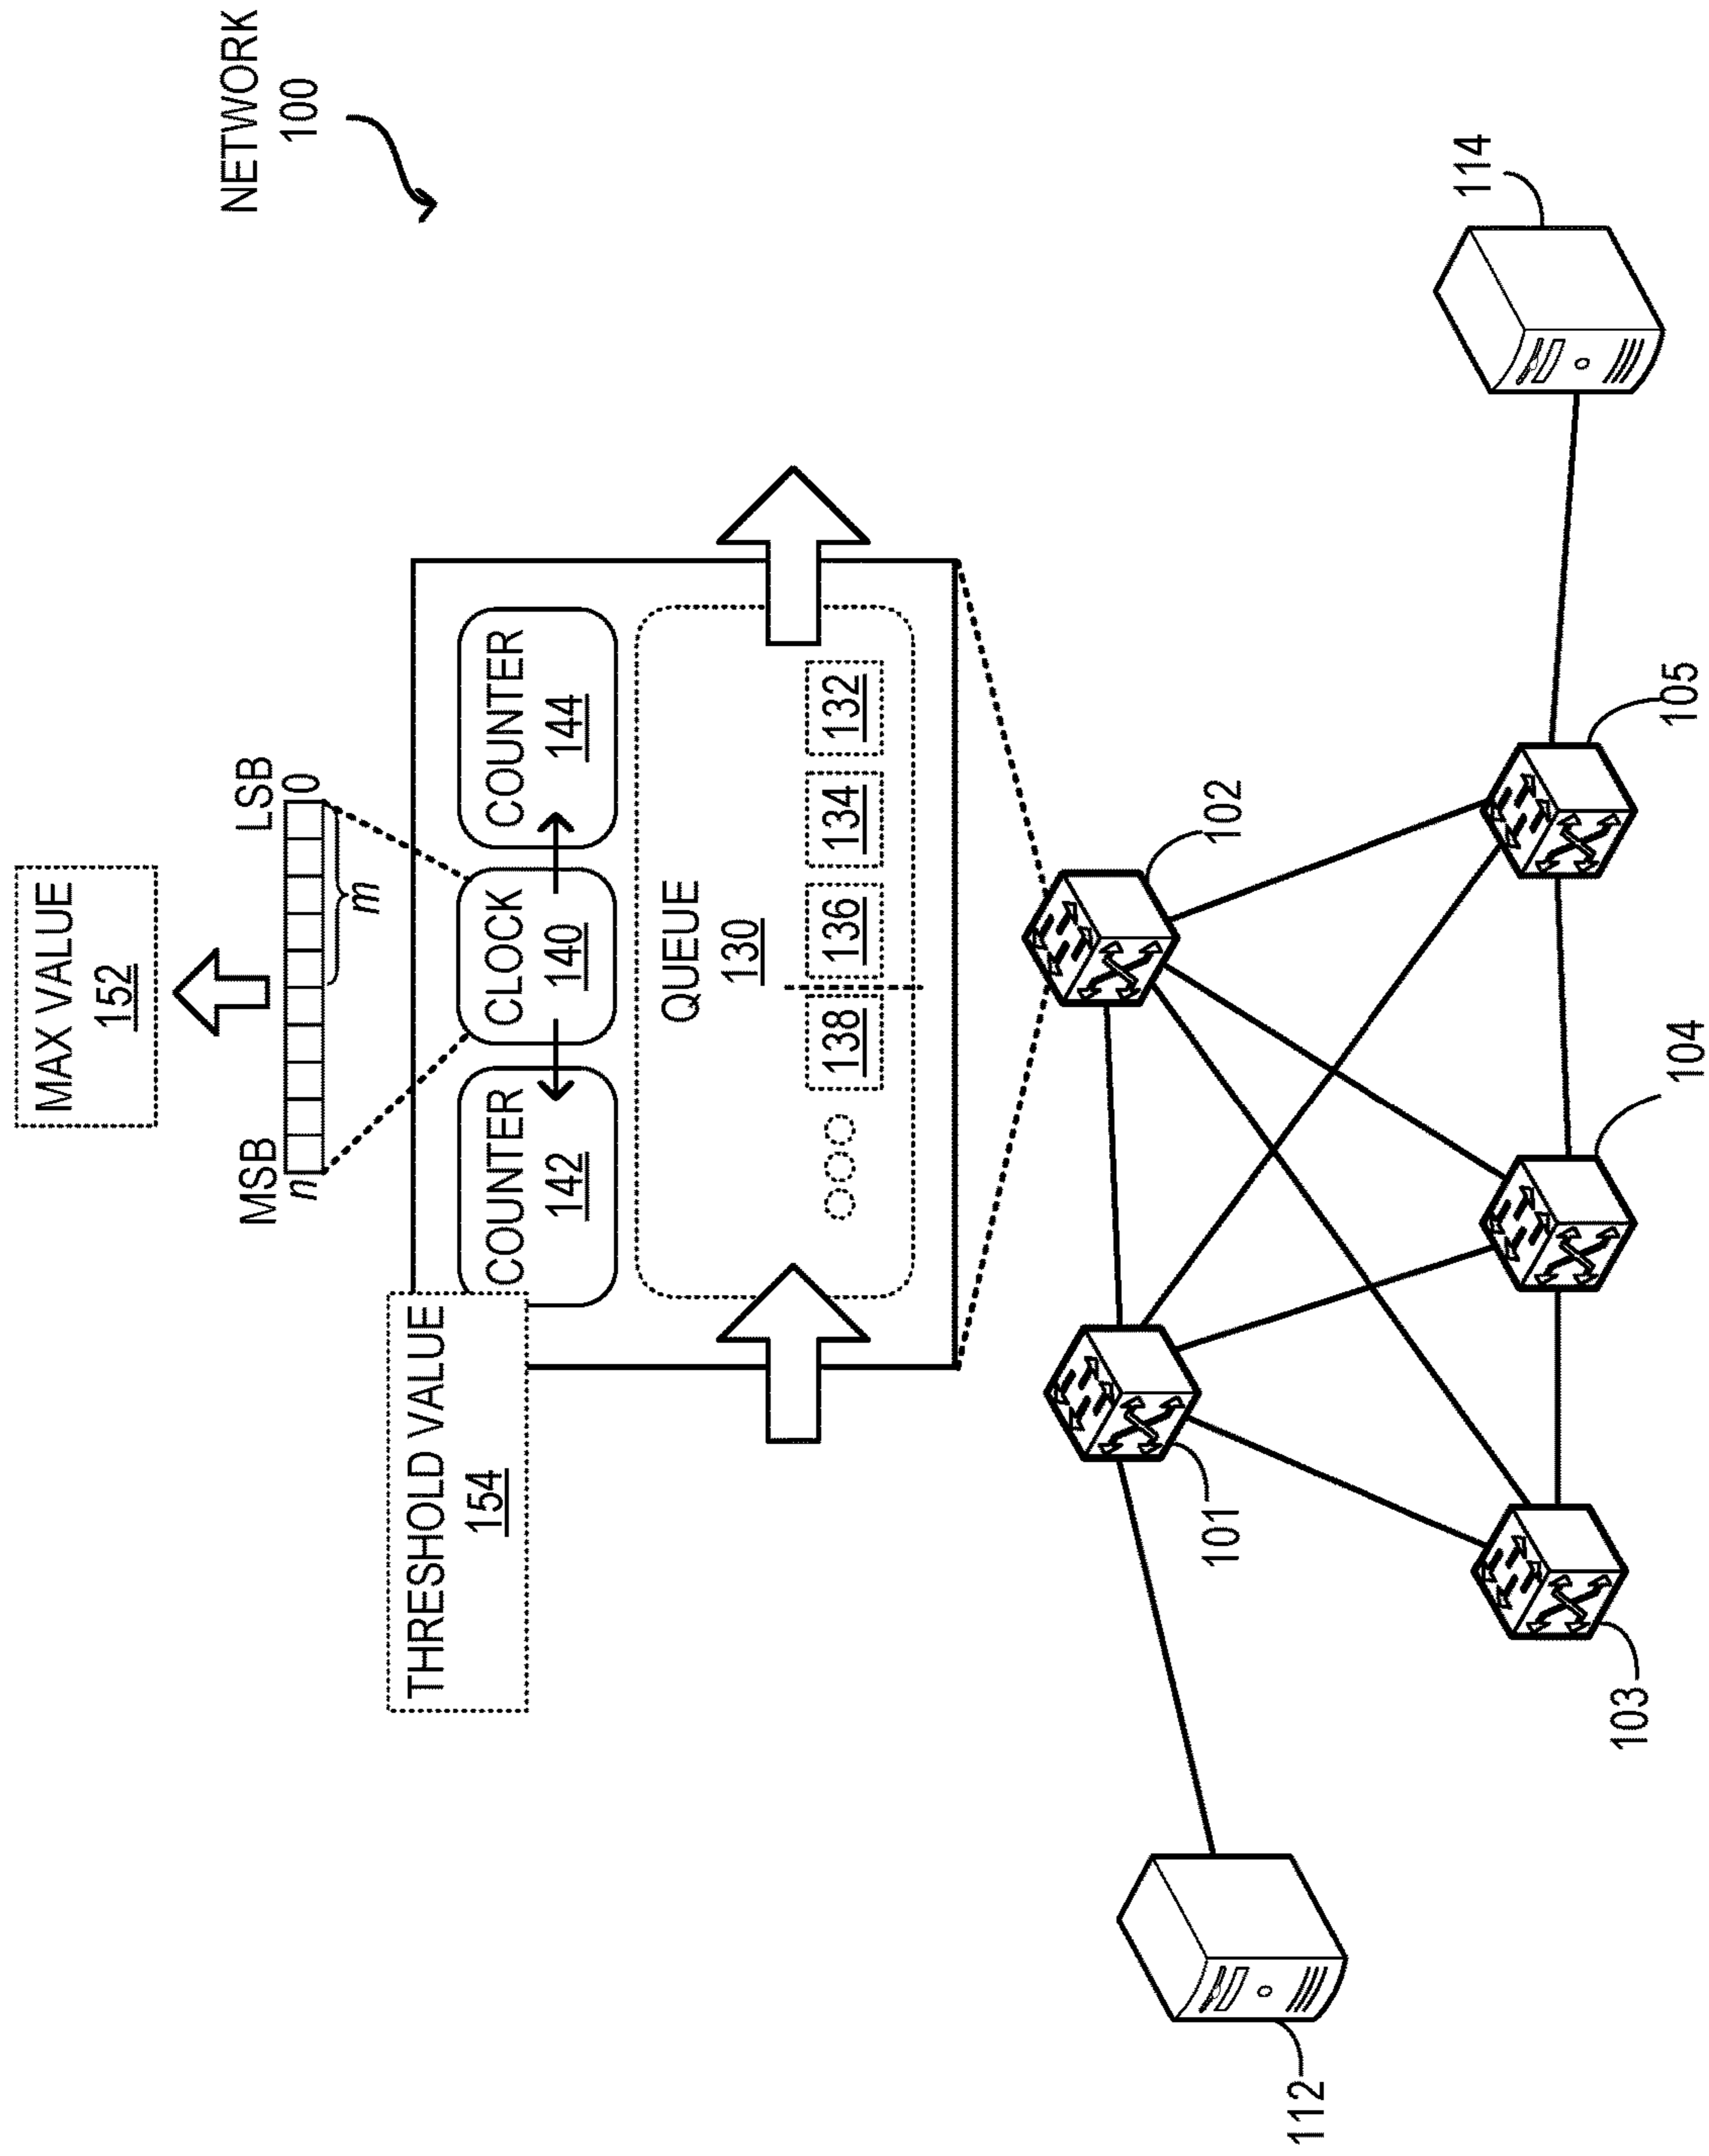 NETWORK
100
MAX VALUE
152
MSB
LSB
n
0
m
THRESHOLD VALUE
154
COUNTER
142
CLOCK
140
COUNTER
144
QUEUE
130
138
136
134
132
102
101
112
114
105
104
103